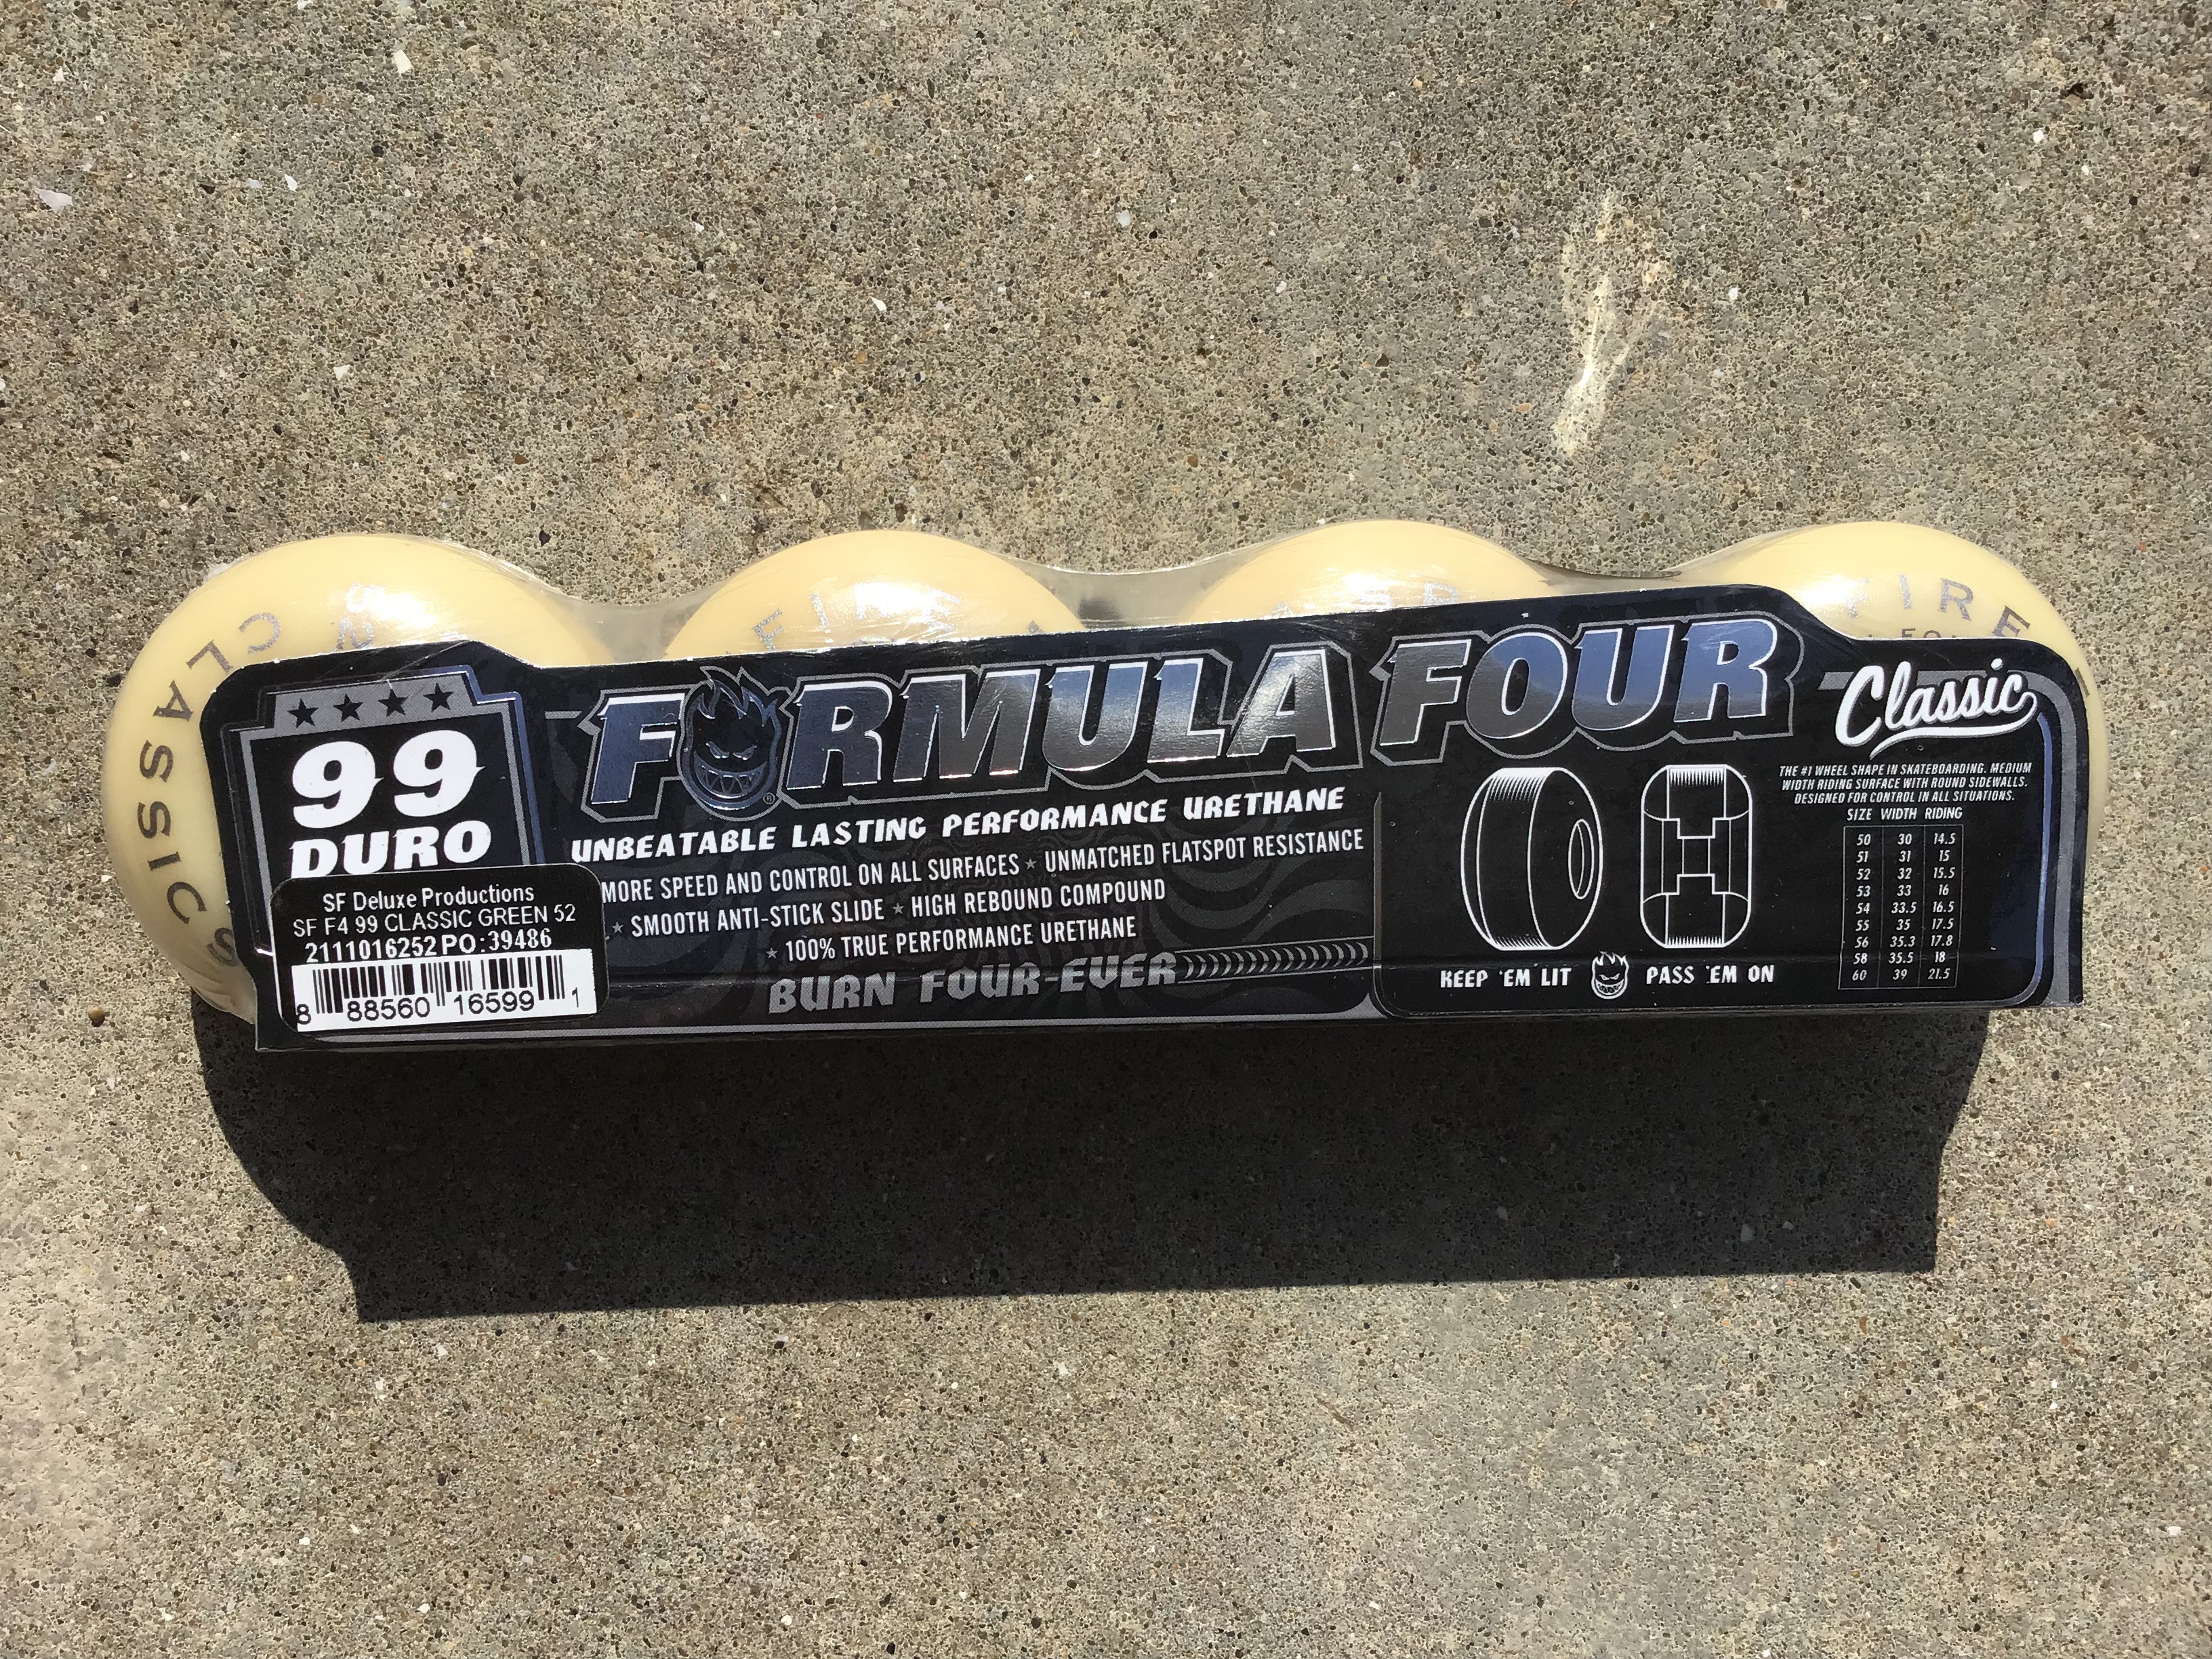 CLASSIC
CLASSICS
FIRE
FIRE
99
DURO
SF Deluxe Productions
SF F4 99 CLASSIC GREEN 52
2111016252 PO:39486
8 88560 16599 1
FORMULA FOUR
UNBEATABLE LASTING PERFORMANCE URETHANE
MORE SPEED AND CONTROL ON ALL SURFACES ★ UNMATCHED FLATSPOT RESISTANCE
★ SMOOTH ANTI-STICK SLIDE ★ HIGH REBOUND COMPOUND
★ 100% TRUE PERFORMANCE URETHANE
BURN FOUR-EVER
KEEP 'EM LIT PASS 'EM ON
Classic
THE #1 WHEEL SHAPE IN SKATEBOARDING. MEDIUM
WIDTH RIDING SURFACE WITH ROUND SIDEWALLS.
DESIGNED FOR CONTROL IN ALL SITUATIONS.
SIZE WIDTH RIDING
50 30 14.5
51 31 15
52 32 15.5
53 33 16
54 33.5 16.5
55 35 17.5
56 35.3 17.8
58 35.5 18
60 39 21.5